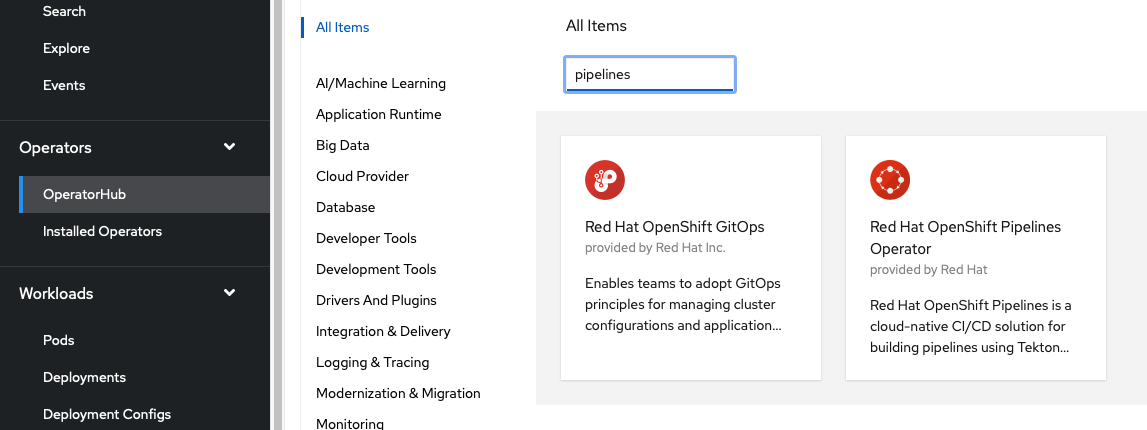 Search
Explore
Events
Operators
OperatorHub
Installed Operators
Workloads
Pods
Deployments
Deployment Configs
All Items
AI/Machine Learning
Application Runtime
Big Data
Cloud Provider
Database
Developer Tools
Development Tools
Drivers And Plugins
Integration & Delivery
Logging & Tracing
Modernization & Migration
Monitoring
All Items
pipelines
Red Hat OpenShift GitOps
provided by Red Hat Inc.
Enables teams to adopt GitOps
principles for managing cluster
configurations and application...
Red Hat OpenShift Pipelines
Operator
provided by Red Hat
Red Hat OpenShift Pipelines is a
cloud-native CI/CD solution for
building pipelines using Tekton...